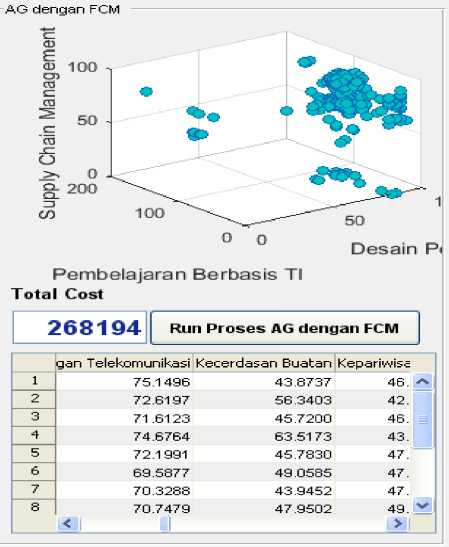 AG dengan FCM
Supply Chain Management
100
50
0
200
100
0
0
50
1
Pembelajaran Berbasis TI
Desain P
Total Cost
268194
Run Proses AG dengan FCM
gan Telekomunikasi Kecerdasan Buatan Kepariwisa
1 75.1496 43.8737 46.
2 72.6197 56.3403 42.
3 71.6123 45.7200 46.
4 74.6764 63.5173 43.
5 72.1991 45.7830 47.
6 69.5877 49.0585 47.
7 70.3288 43.9452 47.
8 70.7479 47.9502 49.